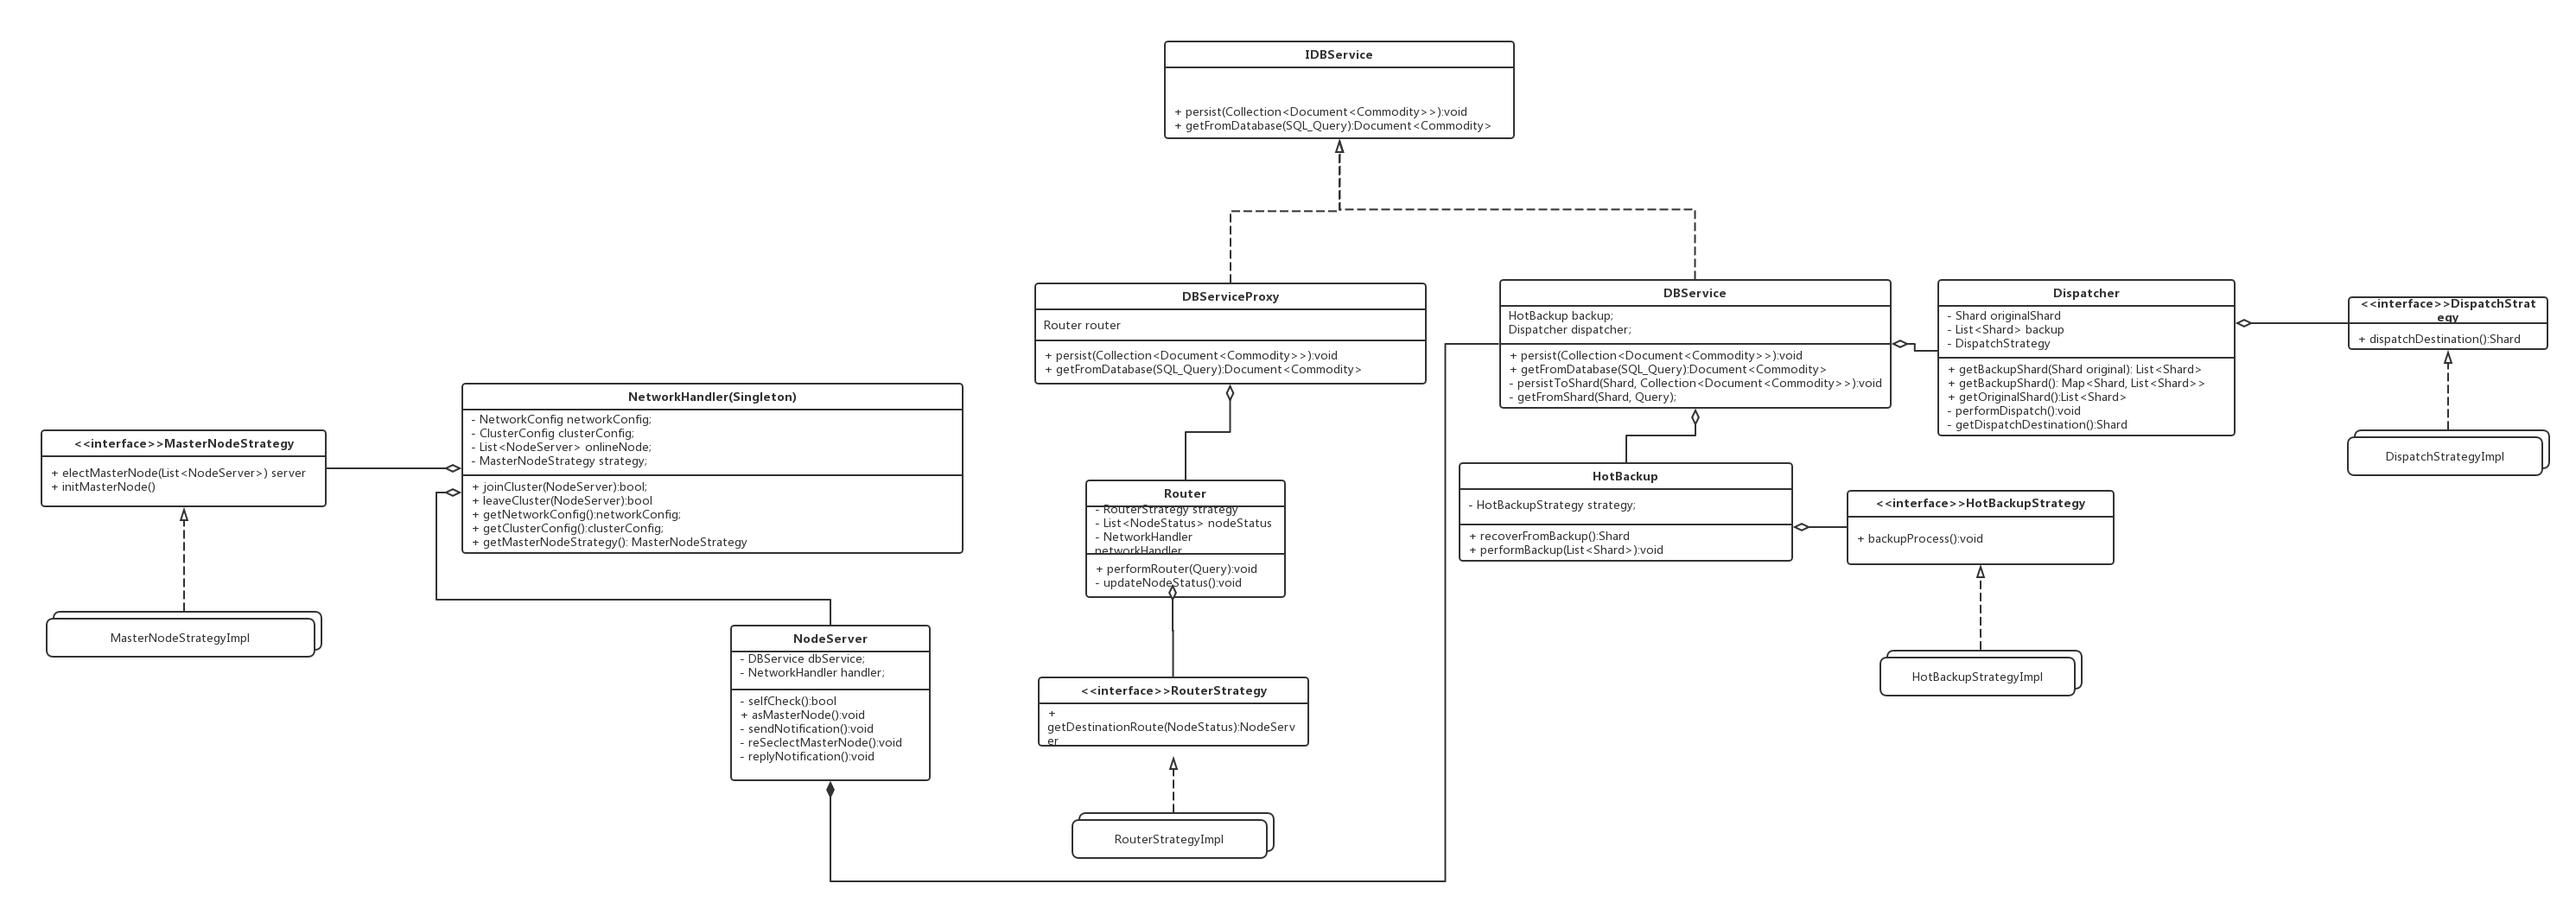 IDBService
+ persist(Collection<Document<Commodity>>):void
+ getFromDatabase(SQL_Query):Document<Commodity>
DBServiceProxy
Router router
+ persist(Collection<Document<Commodity>>):void
+ getFromDatabase(SQL_Query):Document<Commodity>
DBService
HotBackup backup;
Dispatcher dispatcher;
+ persist(Collection<Document<Commodity>>):void
+ getFromDatabase(SQL_Query):Document<Commodity>
- persistToShard(Shard, Collection<Document<Commodity>>):void
- getFromShard(Shard, Query);
Dispatcher
- Shard originalShard
- List<Shard> backup
- DispatchStrategy
+ getBackupShard(Shard original): List<Shard>
+ getBackupShard(): Map<Shard, List<Shard>>
+ getOriginalShard():List<Shard>
- performDispatch():void
- getDispatchDestination():Shard
<<interface>>DispatchStrat
egy
+ dispatchDestination():Shard
DispatchStrategyImpl
NetworkHandler(Singleton)
- NetworkConfig networkConfig;
- ClusterConfig clusterConfig;
- List<NodeServer> onlineNode;
- MasterNodeStrategy strategy;
+ joinCluster(NodeServer):bool;
+ leaveCluster(NodeServer):bool
+ getNetworkConfig():networkConfig;
+ getClusterConfig():clusterConfig;
+ getMasterNodeStrategy(): MasterNodeStrategy
<<interface>>MasterNodeStrategy
+ electMasterNode(List<NodeServer>) server
+ initMasterNode()
MasterNodeStrategyImpl
Router
- RouterStrategy strategy
- List<NodeStatus> nodeStatus
- NetworkHandler
networkHandler
+ performRouter(Query):void
- updateNodeStatus():void
HotBackup
- HotBackupStrategy strategy;
+ recoverFromBackup():Shard
+ performBackup(List<Shard>):void
<<interface>>HotBackupStrategy
+ backupProcess():void
HotBackupStrategyImpl
NodeServer
- DBService dbService;
- NetworkHandler handler;
- selfCheck():bool
+ asMasterNode():void
- sendNotification():void
- reSeclectMasterNode():void
- replyNotification():void
<<interface>>RouterStrategy
+
getDestinationRoute(NodeStatus):NodeServ
er
RouterStrategyImpl